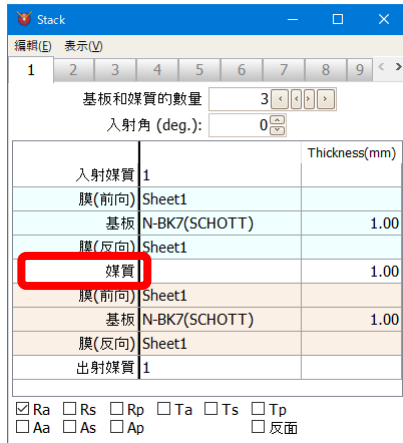 Stack
編輯(E) 表示(V)
1 2 3 4 5 6 7 8 9
基板和媒質的數量 3
入射角 (deg.): 0
Thickness(mm)
入射媒質 1
膜(前向) Sheet1
基板 N-BK7(SCHOTT) 1.00
膜(反向) Sheet1
媒質 1.00
膜(前向) Sheet1
基板 N-BK7(SCHOTT) 1.00
膜(反向) Sheet1
出射媒質 1
Ra Rs Rp Ta Ts Tp
Aa As Ap 反面